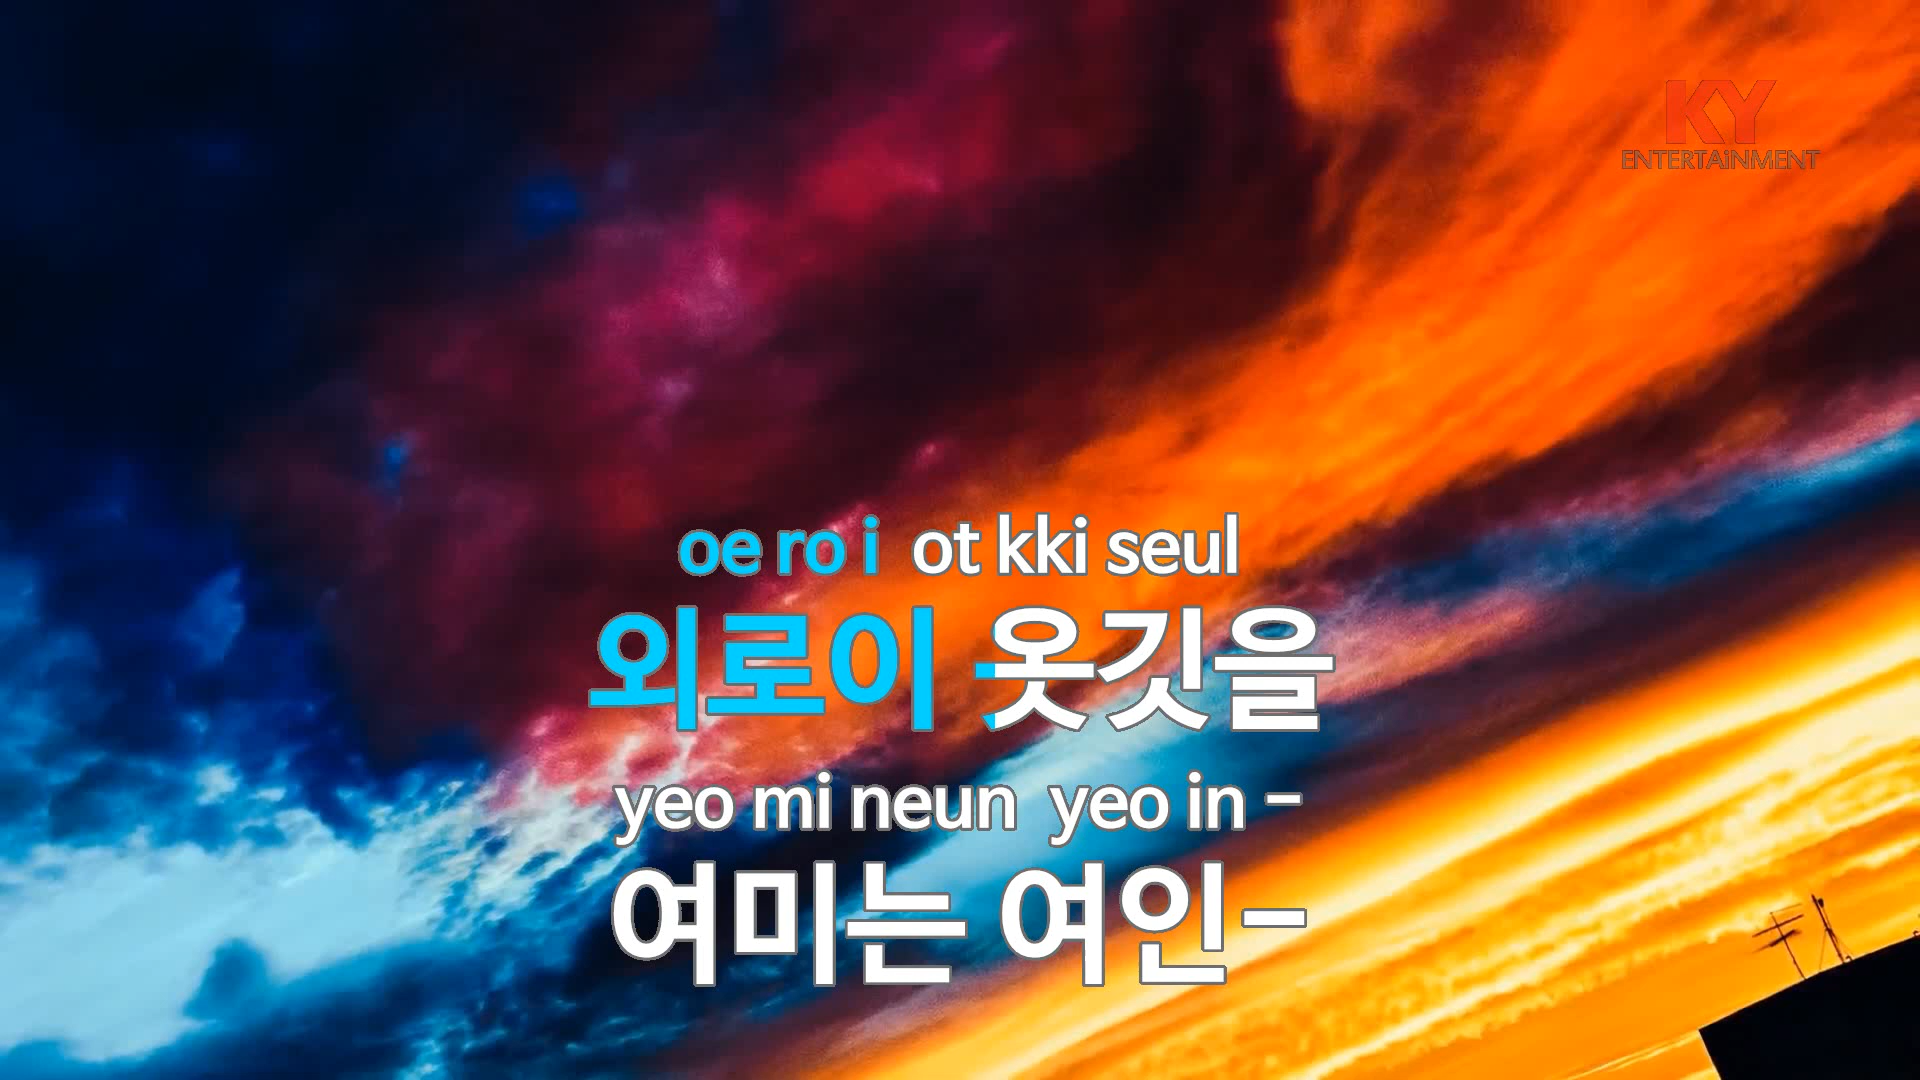 KY
ENTERTAiNMENT
oe ro i ot kki seul
외로이 옷깃을
yeo mi neun yeo in -
여미는 여인-